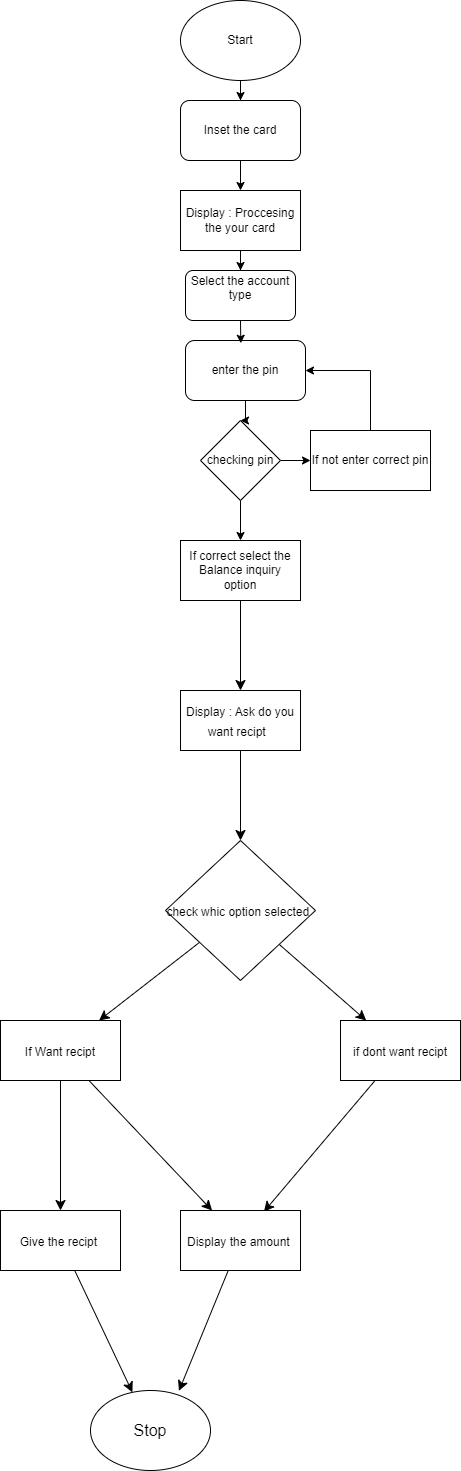 Start
Inset the card
Display : Proccesing
the your card
Select the account
type
enter the pin
checking pin
If not enter correct pin
If correct select the
Balance inquiry
option
Display : Ask do you
want recipt
check whic option selected
If Want recipt
if dont want recipt
Give the recipt
Display the amount
Stop